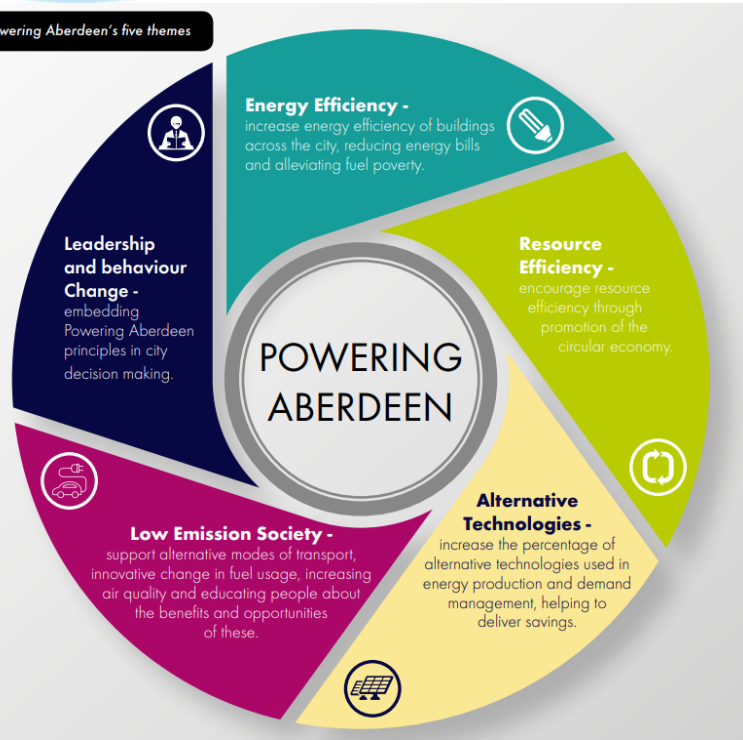 wering Aberdeen's five themes
Energy Efficiency -
increase energy efficiency of buildings
across the city, reducing energy bills
and alleviating fuel poverty.
Resource
Efficiency -
encourage resource
efficiency through
promotion of the
circular economy.
Alternative
Technologies -
increase the percentage of
alternative technologies used in
energy production and demand
management, helping to
deliver savings.
Low Emission Society -
support alternative modes of transport,
innovative change in fuel usage, increasing
air quality and educating people about
the benefits and opportunities
of these.
Leadership
and behaviour
Change -
embedding
Powering Aberdeen
principles in city
decision making.
POWERING
ABERDEEN